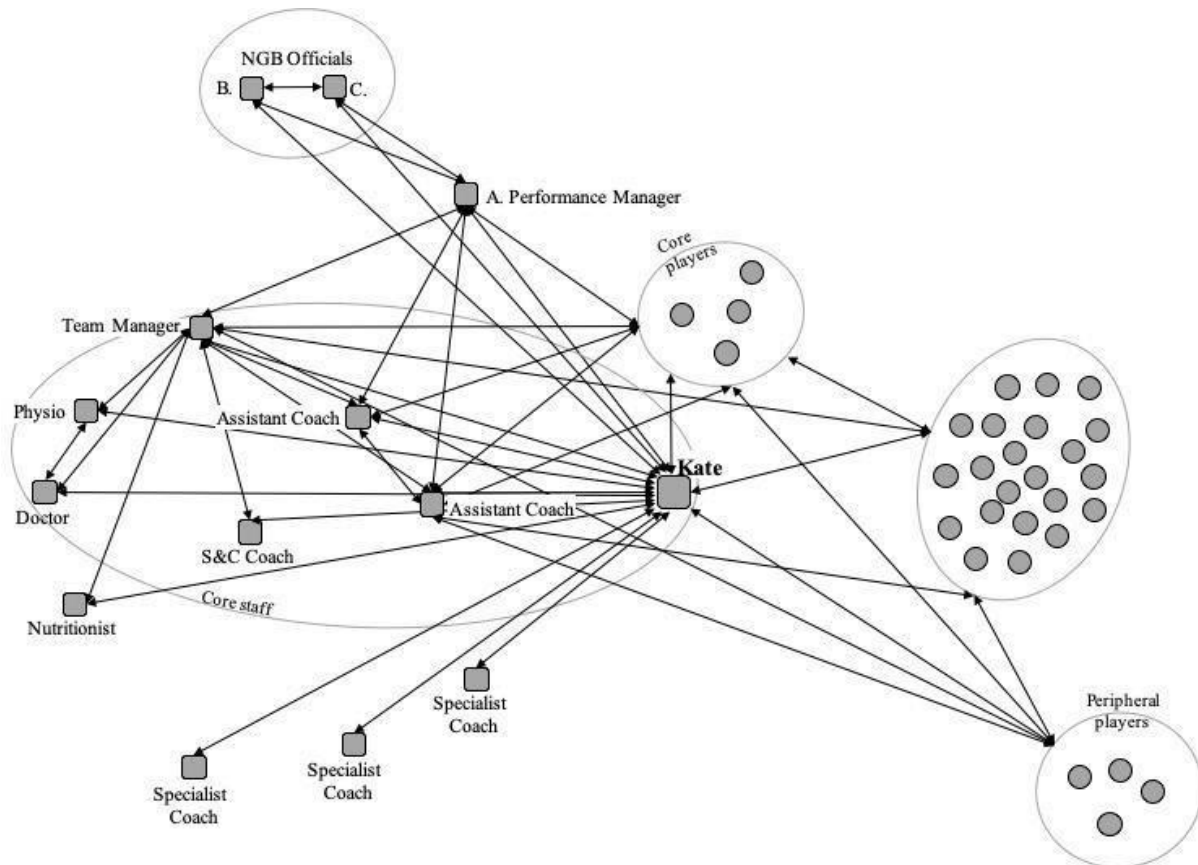 NGB Officials
B.
C.
A. Performance Manager
Core
players
Team Manager
Physio
Assistant Coach
Kate
Doctor
Assistant Coach
S&C Coach
Core staff
Nutritionist
Specialist
Coach
Specialist
Coach
Specialist
Coach
Peripheral
players